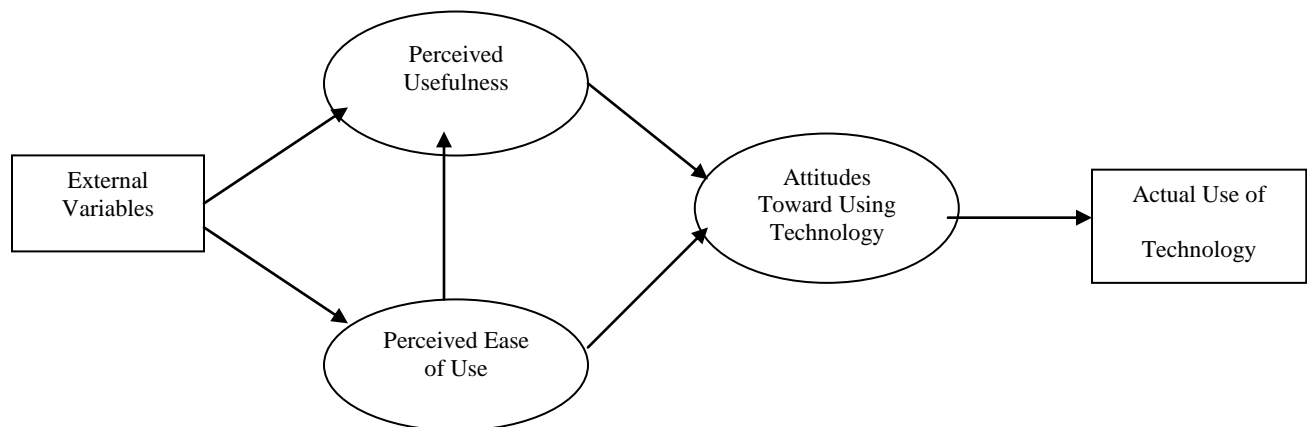 Perceived
Usefulness
External
Variables
Attitudes
Toward Using
Technology
Actual Use of
Technology
Perceived Ease
of Use